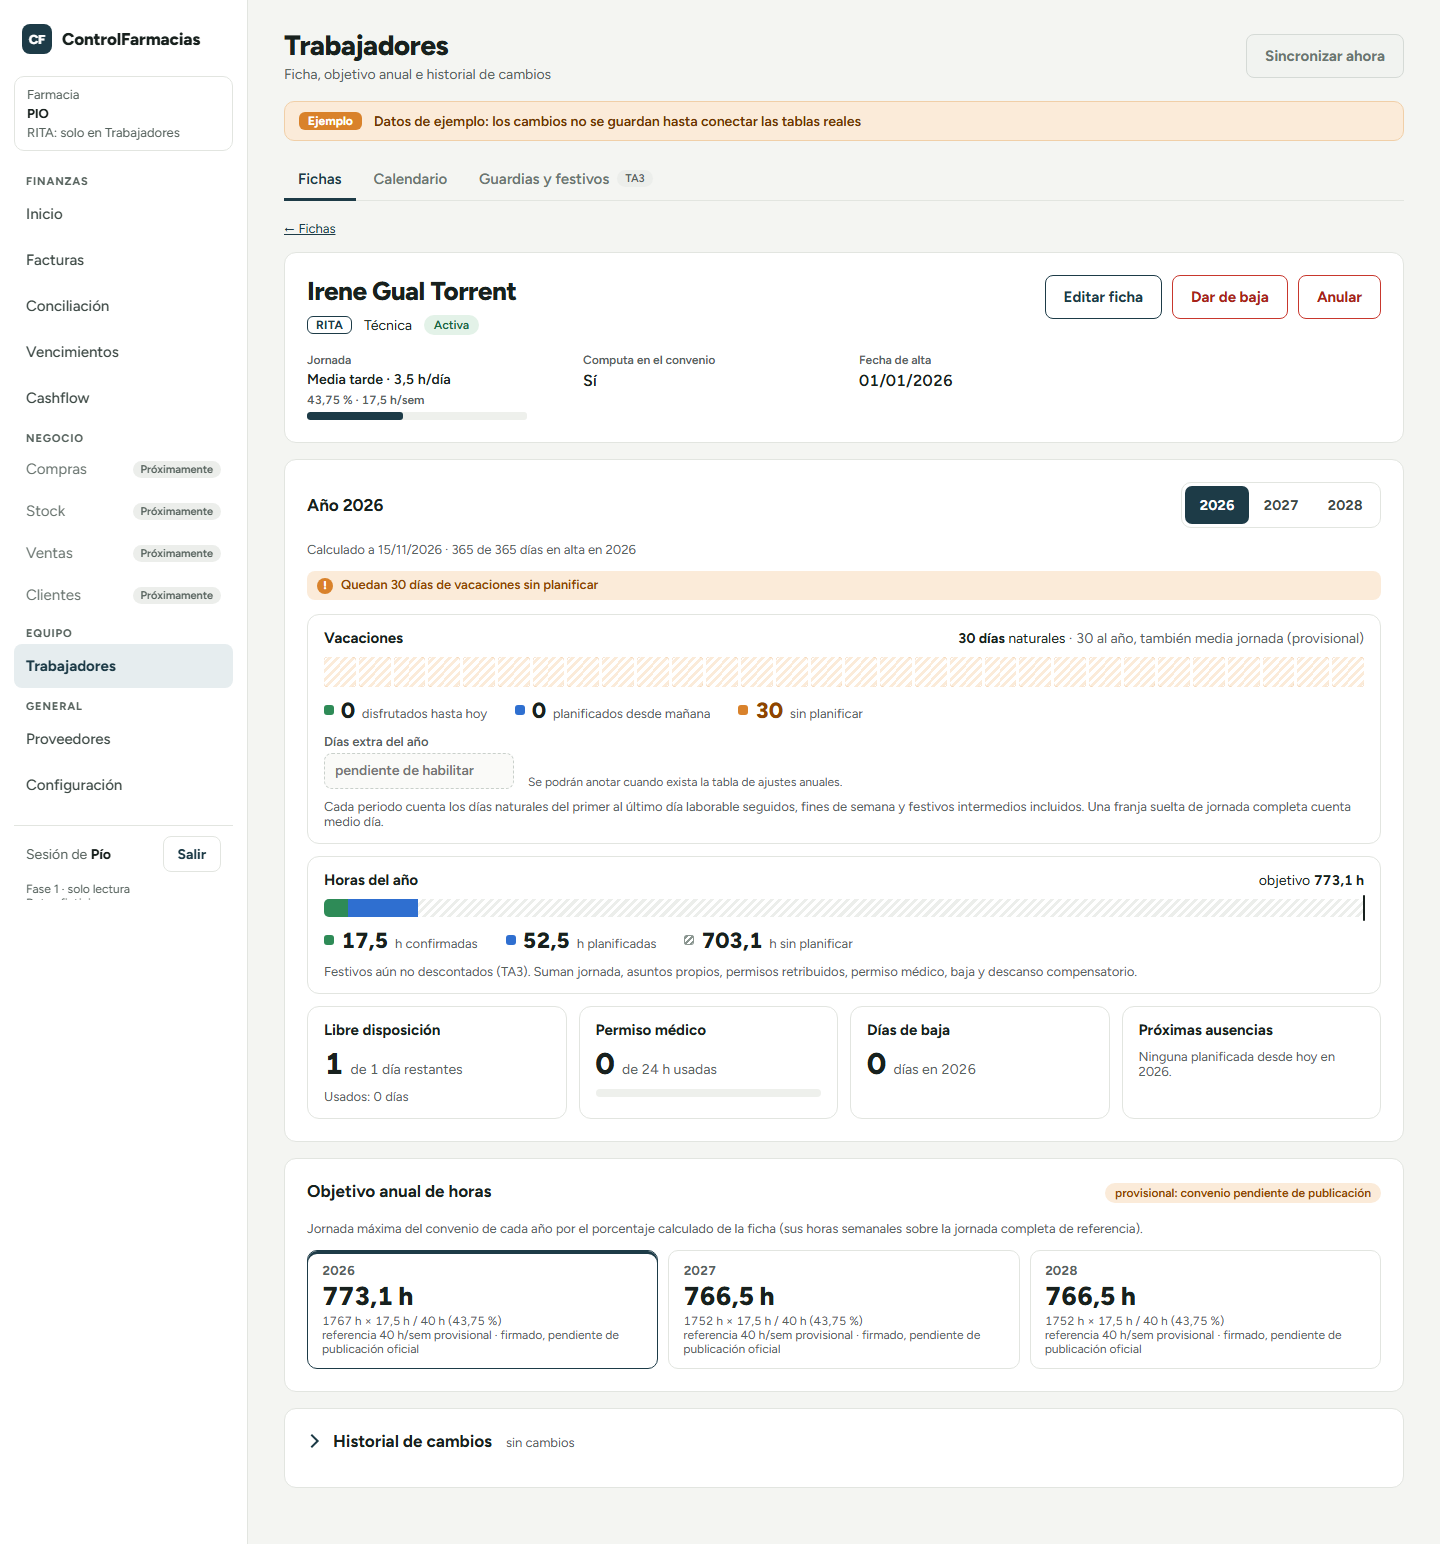 CF ControlFarmacias
Farmacia
PIO
RITA: solo en Trabajadores
FINANZAS
Inicio
Facturas
Conciliación
Vencimientos
Cashflow
NEGOCIO
Compras Próximamente
Stock Próximamente
Ventas Próximamente
Clientes Próximamente
EQUIPO
Trabajadores
GENERAL
Proveedores
Configuración
Sesión de Pío Salir
Fase 1 · solo lectura
Trabajadores
Ficha, objetivo anual e historial de cambios
Sincronizar ahora
Ejemplo Datos de ejemplo: los cambios no se guardan hasta conectar las tablas reales
Fichas Calendario Guardias y festivos TA3
← Fichas
Irene Gual Torrent
Editar ficha Dar de baja Anular
RITA Técnica Activa
Jornada
Media tarde · 3,5 h/día
43,75 % · 17,5 h/sem
Computa en el convenio
Sí
Fecha de alta
01/01/2026
Año 2026
2026 2027 2028
Calculado a 15/11/2026 · 365 de 365 días en alta en 2026
! Quedan 30 días de vacaciones sin planificar
Vacaciones 30 días naturales · 30 al año, también media jornada (provisional)
0 disfrutados hasta hoy 0 planificados desde mañana 30 sin planificar
Días extra del año
pendiente de habilitar Se podrán anotar cuando exista la tabla de ajustes anuales.
Cada periodo cuenta los días naturales del primer al último día laborable seguidos, fines de semana y festivos intermedios incluidos. Una franja suelta de jornada completa cuenta
medio día.
Horas del año objetivo 773,1 h
17,5 h confirmadas 52,5 h planificadas 703,1 h sin planificar
Festivos aún no descontados (TA3). Suman jornada, asuntos propios, permisos retribuidos, permiso médico, baja y descanso compensatorio.
Libre disposición
1 de 1 día restantes
Usados: 0 días
Permiso médico
0 de 24 h usadas
Días de baja
0 días en 2026
Próximas ausencias
Ninguna planificada desde hoy en
2026.
Objetivo anual de horas provisional: convenio pendiente de publicación
Jornada máxima del convenio de cada año por el porcentaje calculado de la ficha (sus horas semanales sobre la jornada completa de referencia).
2026
773,1 h
1767 h × 17,5 h / 40 h (43,75 %)
referencia 40 h/sem provisional · firmado, pendiente de
publicación oficial
2027
766,5 h
1752 h × 17,5 h / 40 h (43,75 %)
referencia 40 h/sem provisional · firmado, pendiente de
publicación oficial
2028
766,5 h
1752 h × 17,5 h / 40 h (43,75 %)
referencia 40 h/sem provisional · firmado, pendiente de
publicación oficial
Historial de cambios sin cambios